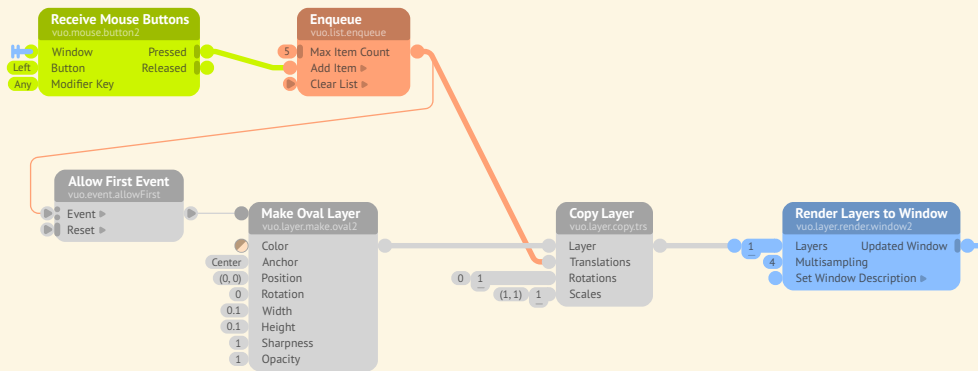 Receive Mouse Buttons
vuo.mouse.button2
Window Pressed
Left Button Released
Any Modifier Key
Enqueue
vuo.list.enqueue
5 Max Item Count
Add Item
Clear List
Allow First Event
vuo.event.allowFirst
Event
Reset
Make Oval Layer
vuo.layer.make.oval2
Color
Center Anchor
(0, 0) Position
0 Rotation
0.1 Width
0.1 Height
1 Sharpness
1 Opacity
Copy Layer
vuo.layer.copy.trs
Layer
Translations
0 1 Rotations
(1, 1) 1 Scales
Render Layers to Window
vuo.layer.render.window2
1 Layers Updated Window
4 Multisampling
Set Window Description